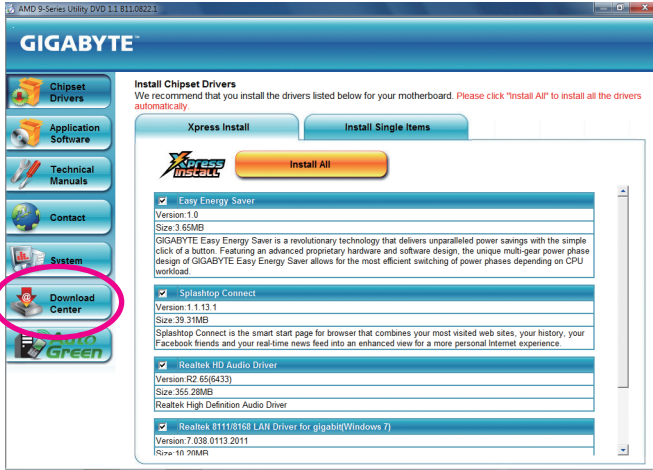 AMD 9-Series Utility DVD 1.1 B11.0822.1
GIGABYTE™
Chipset
Drivers
Application
Software
Technical
Manuals
Contact
System
Download
Center
Auto
Green
Install Chipset Drivers
We recommend that you install the drivers listed below for your motherboard. Please click "Install All" to install all the drivers
automatically.
Xpress Install
Install Single Items
Xpress
Install
Install All
Easy Energy Saver
Version:1.0
Size:3.65MB
GIGABYTE Easy Energy Saver is a revolutionary technology that delivers unparalleled power savings with the simple
click of a button. Featuring an advanced proprietary hardware and software design, the unique multi-gear power phase
design of GIGABYTE Easy Energy Saver allows for the most efficient switching of power phases depending on CPU
workload.
Splashtop Connect
Version:1.1.13.1
Size:39.31MB
Splashtop Connect is the smart start page for browser that combines your most visited web sites, your history, your
Facebook friends and your real-time news feed into an enhanced view for a more personal Internet experience.
Realtek HD Audio Driver
Version:R2.65(6433)
Size:355.28MB
Realtek High Definition Audio Driver
Realtek 8111/8168 LAN Driver for gigabit(Windows 7)
Version:7.038.0113.2011
Size:10.20MB